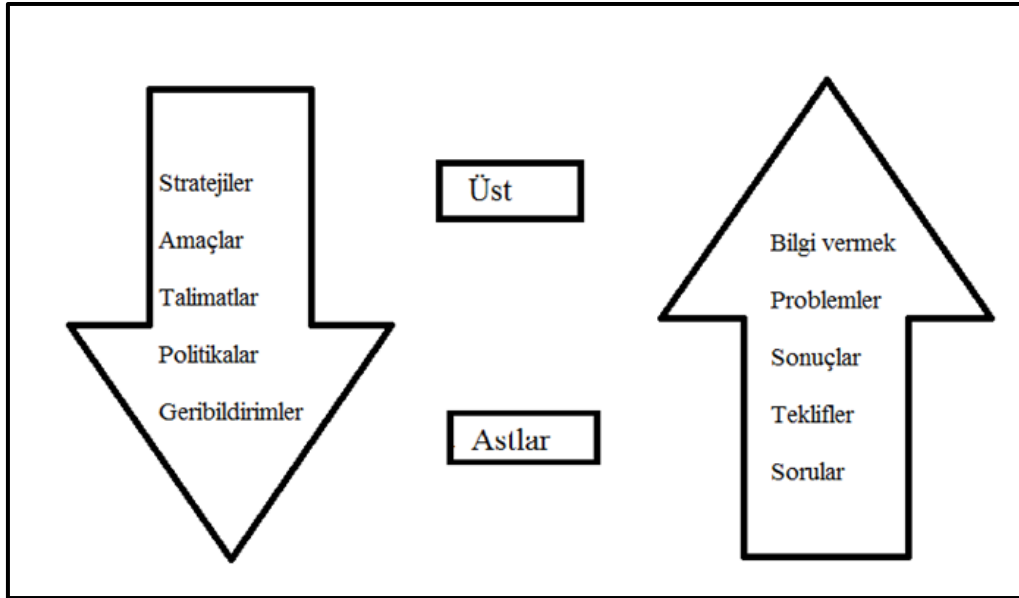 Stratejiler
Amaçlar
Talimatlar
Politikalar
Geribildirimler
Üst
Astlar
Bilgi vermek
Problemler
Sonuçlar
Teklifler
Sorular